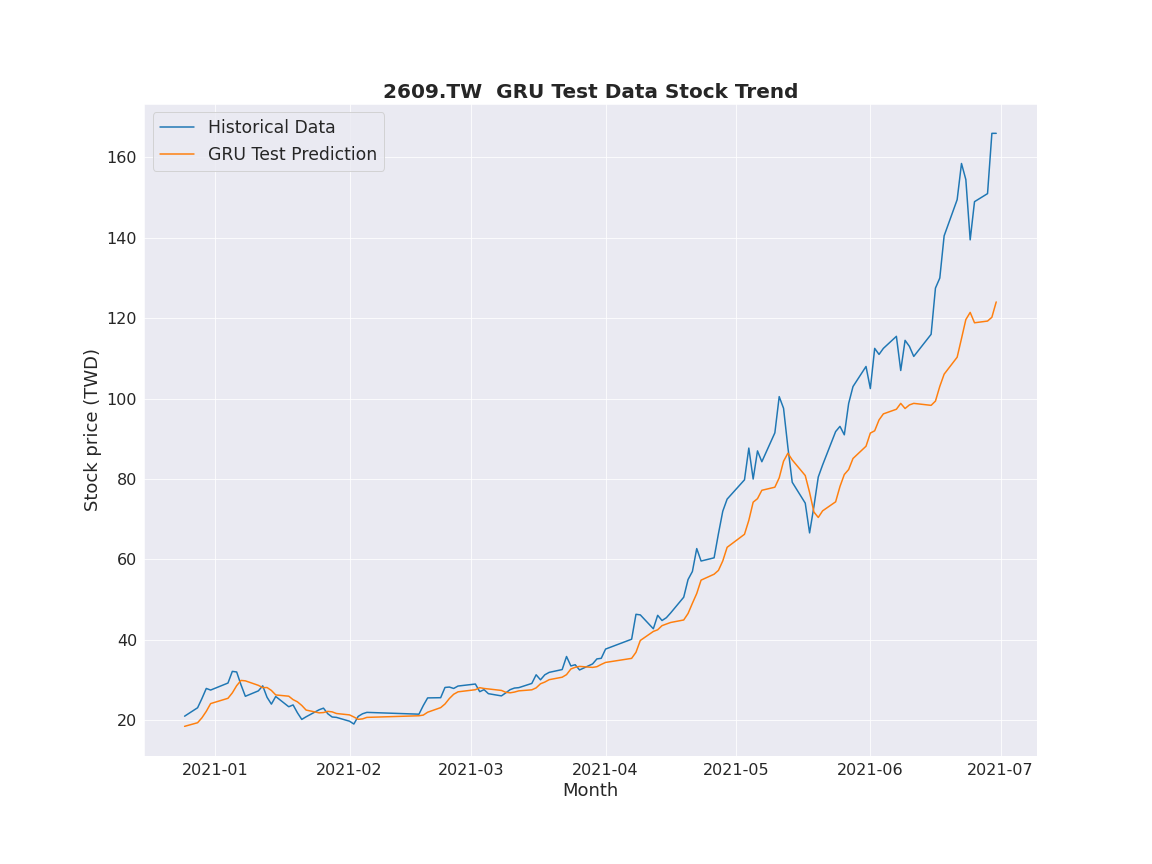 2609.TW  GRU Test Data Stock Trend
Historical Data
GRU Test Prediction
160
140
120
100
80
60
40
20
Stock price (TWD)
2021-01 2021-02 2021-03 2021-04 2021-05 2021-06 2021-07
Month